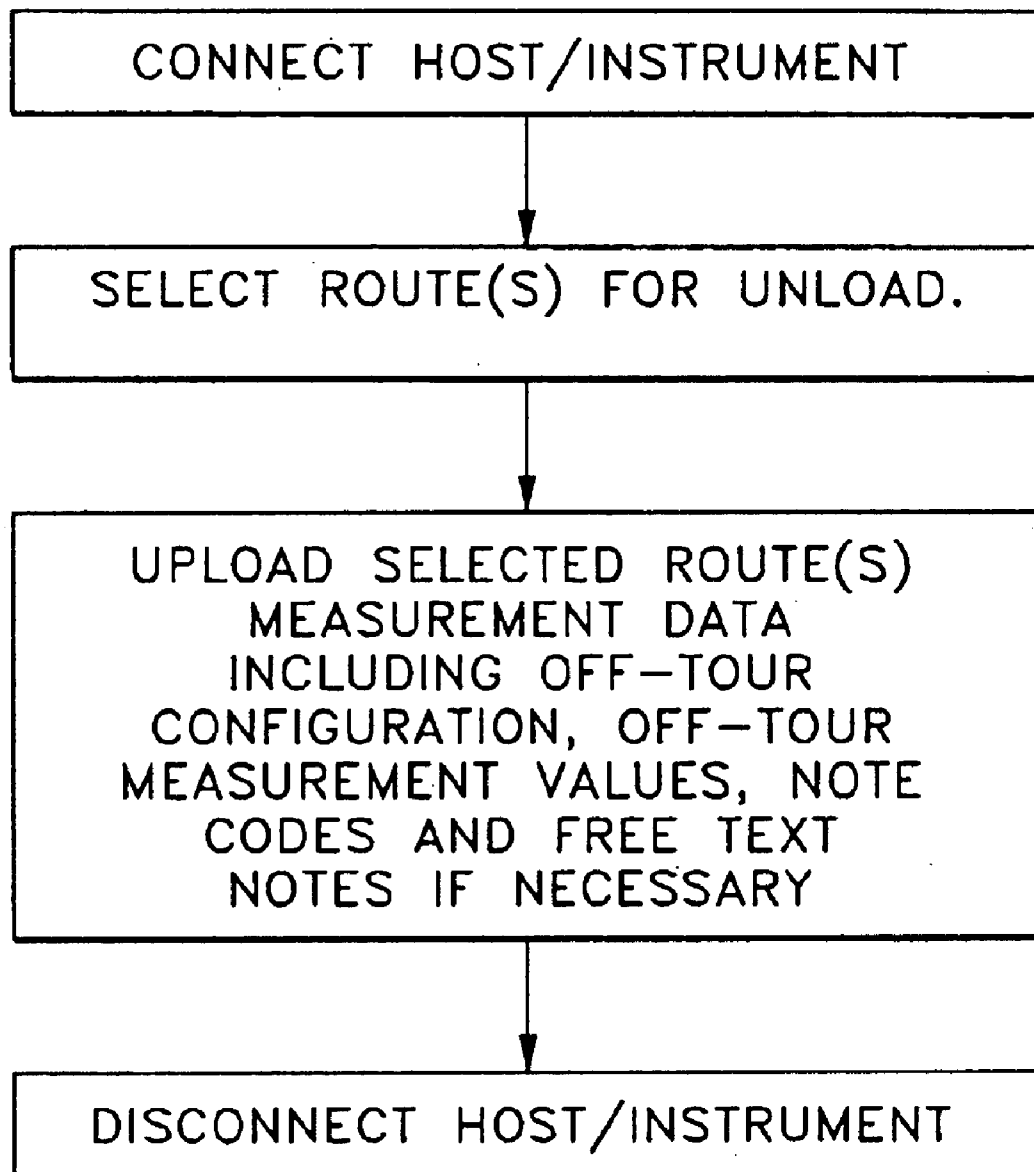 CONNECT HOST/INSTRUMENT
SELECT ROUTE(S) FOR UNLOAD.
UPLOAD SELECTED ROUTE(S)
MEASUREMENT DATA
INCLUDING OFF-TOUR
CONFIGURATION, OFF-TOUR
MEASUREMENT VALUES, NOTE
CODES AND FREE TEXT
NOTES IF NECESSARY
DISCONNECT HOST/INSTRUMENT